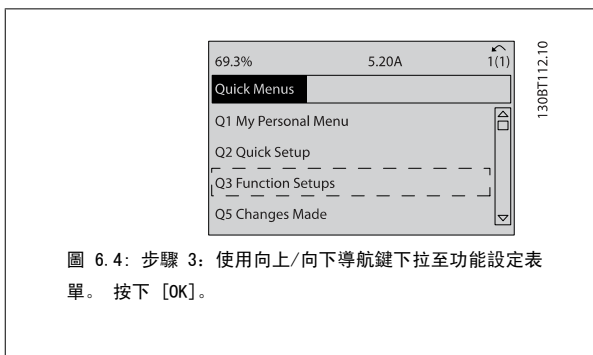 69.3% 5.20A 1(1)
Quick Menus
Q1 My Personal Menu
Q2 Quick Setup
Q3 Function Setups
Q5 Changes Made
130BT112.10
圖 6.4: 步驟 3: 使用向上/向下導航鍵下拉至功能設定表
單。 按下 [OK]。